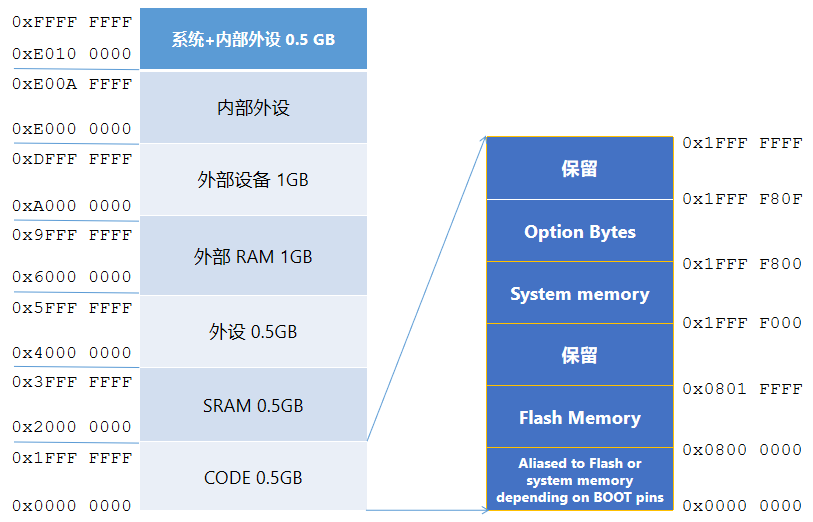 0xFFFF FFFF
系统+内部外设 0.5 GB
0xE010 0000
0xE00A FFFF
内部外设
0xE000 0000
0xDFFF FFFF
外部设备 1GB
0xA000 0000
0x9FFF FFFF
外部 RAM 1GB
0x6000 0000
0x5FFF FFFF
外设 0.5GB
0x4000 0000
0x3FFF FFFF
SRAM 0.5GB
0x2000 0000
0x1FFF FFFF
CODE 0.5GB
0x0000 0000
0x1FFF FFFF
保留
0x1FFF F80F
Option Bytes
0x1FFF F800
System memory
0x1FFF F000
保留
0x0801 FFFF
Flash Memory
0x0800 0000
Aliased to Flash or
system memory
depending on BOOT pins
0x0000 0000